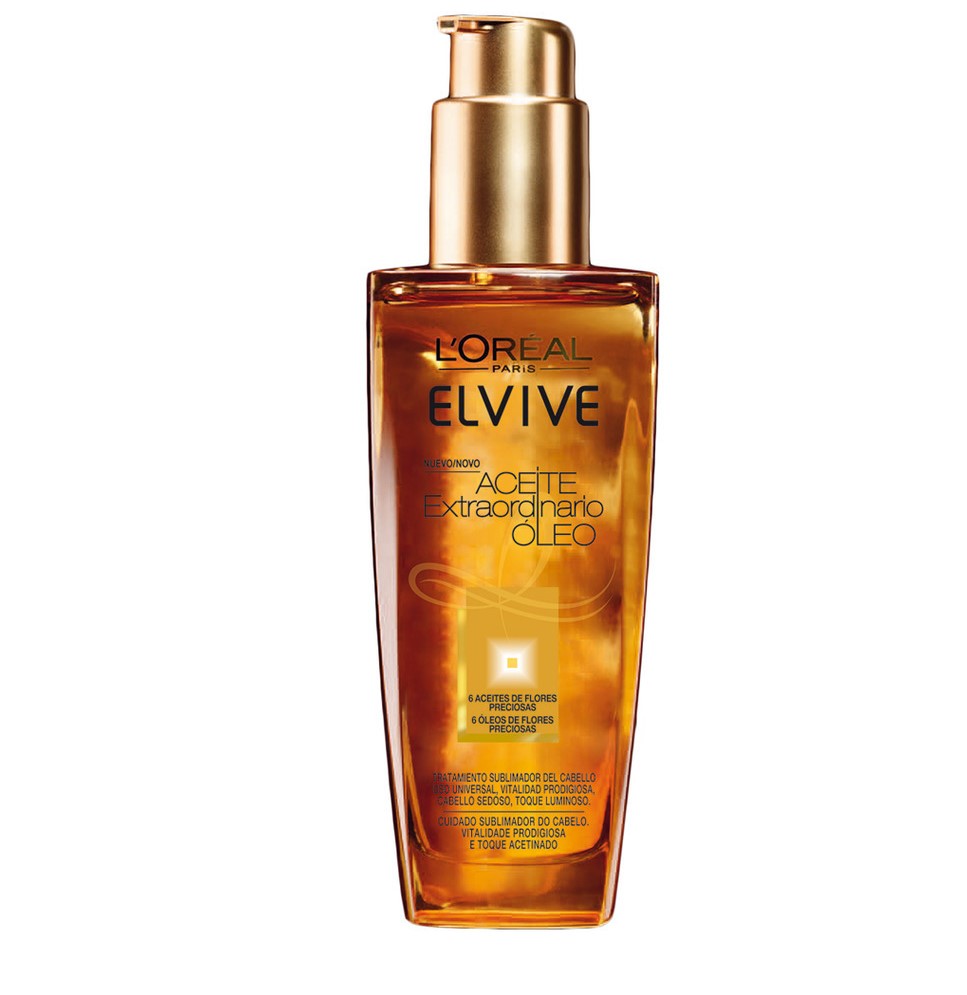 L'ORÉAL
PARIS
ELVIVE
NUEVO/NOVO
ACEITE
Extraordinario
ÓLEO
6 ACEITES DE FLORES
PRECIOSAS
6 ÓLEOS DE FLORES
PRECIOSAS
TRATAMIENTO SUBLIMADOR DEL CABELLO
USO UNIVERSAL, VITALIDAD PRODIGIOSA,
CABELLO SEDOSO, TOQUE LUMINOSO.
CUIDADO SUBLIMADOR DO CABELO.
VITALIDADE PRODIGIOSA
E TOQUE ACETINADO